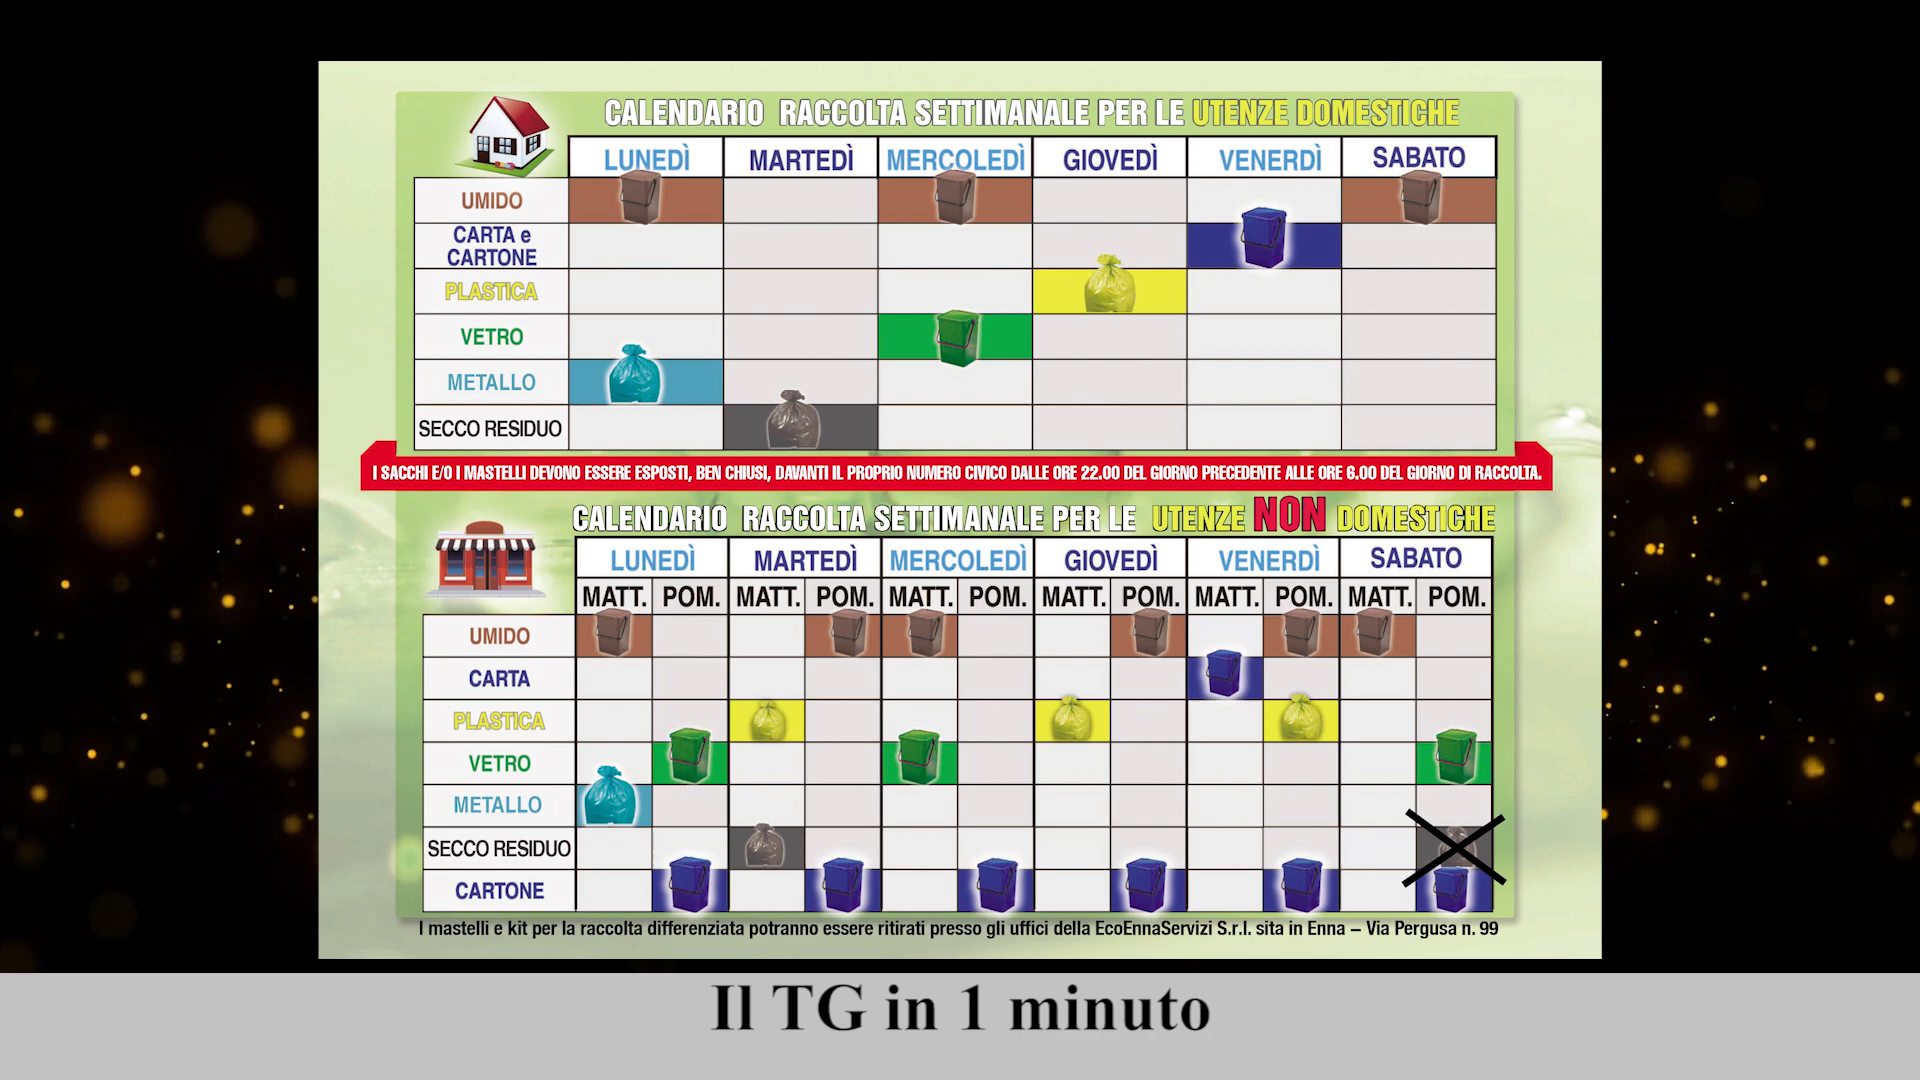 CALENDARIO RACCOLTA SETTIMANALE PER LE UTENZE DOMESTICHE
LUNEDÌ MARTEDÌ MERCOLEDÌ GIOVEDÌ VENERDÌ SABATO
UMIDO
CARTA e
CARTONE
PLASTICA
VETRO
METALLO
SECCO RESIDUO
I SACCHI E/O I MASTELLI DEVONO ESSERE ESPOSTI, BEN CHIUSI, DAVANTI IL PROPRIO NUMERO CIVICO DALLE ORE 22.00 DEL GIORNO PRECEDENTE ALLE ORE 6.00 DEL GIORNO DI RACCOLTA.
CALENDARIO RACCOLTA SETTIMANALE PER LE UTENZE NON DOMESTICHE
LUNEDÌ MARTEDÌ MERCOLEDÌ GIOVEDÌ VENERDÌ SABATO
MATT. POM. MATT. POM. MATT. POM. MATT. POM. MATT. POM. MATT. POM.
UMIDO
CARTA
PLASTICA
VETRO
METALLO
SECCO RESIDUO
CARTONE
I mastelli e kit per la raccolta differenziata potranno essere ritirati presso gli uffici della EcoEnnaServizi S.r.l. sita in Enna – Via Pergusa n. 99
Il TG in 1 minuto